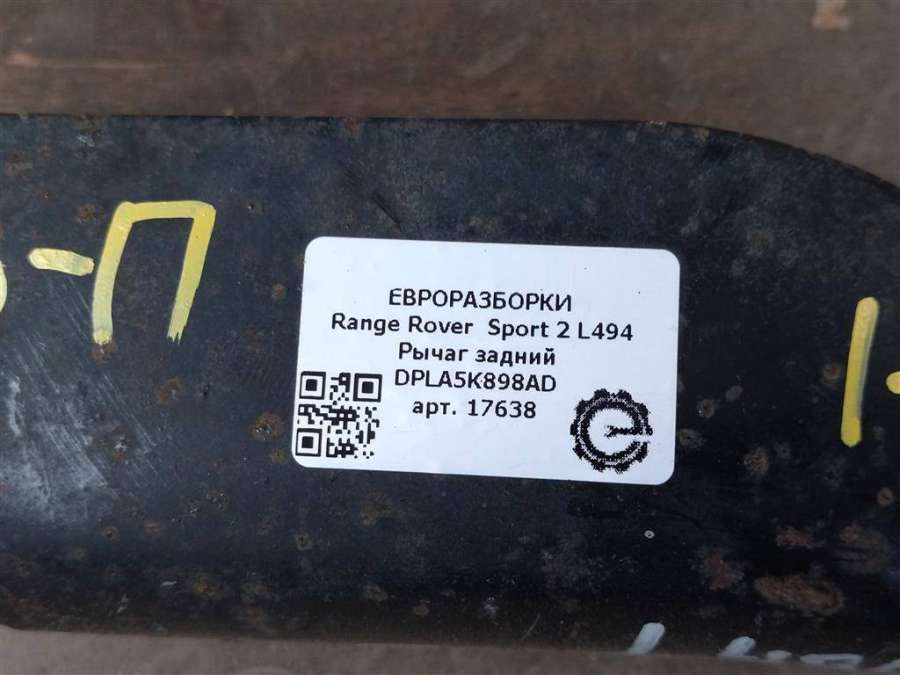 -П
ЕВРОРАЗБОРКИ
Range Rover Sport 2 L494
Рычаг задний
DPLA5K898AD
арт. 17638